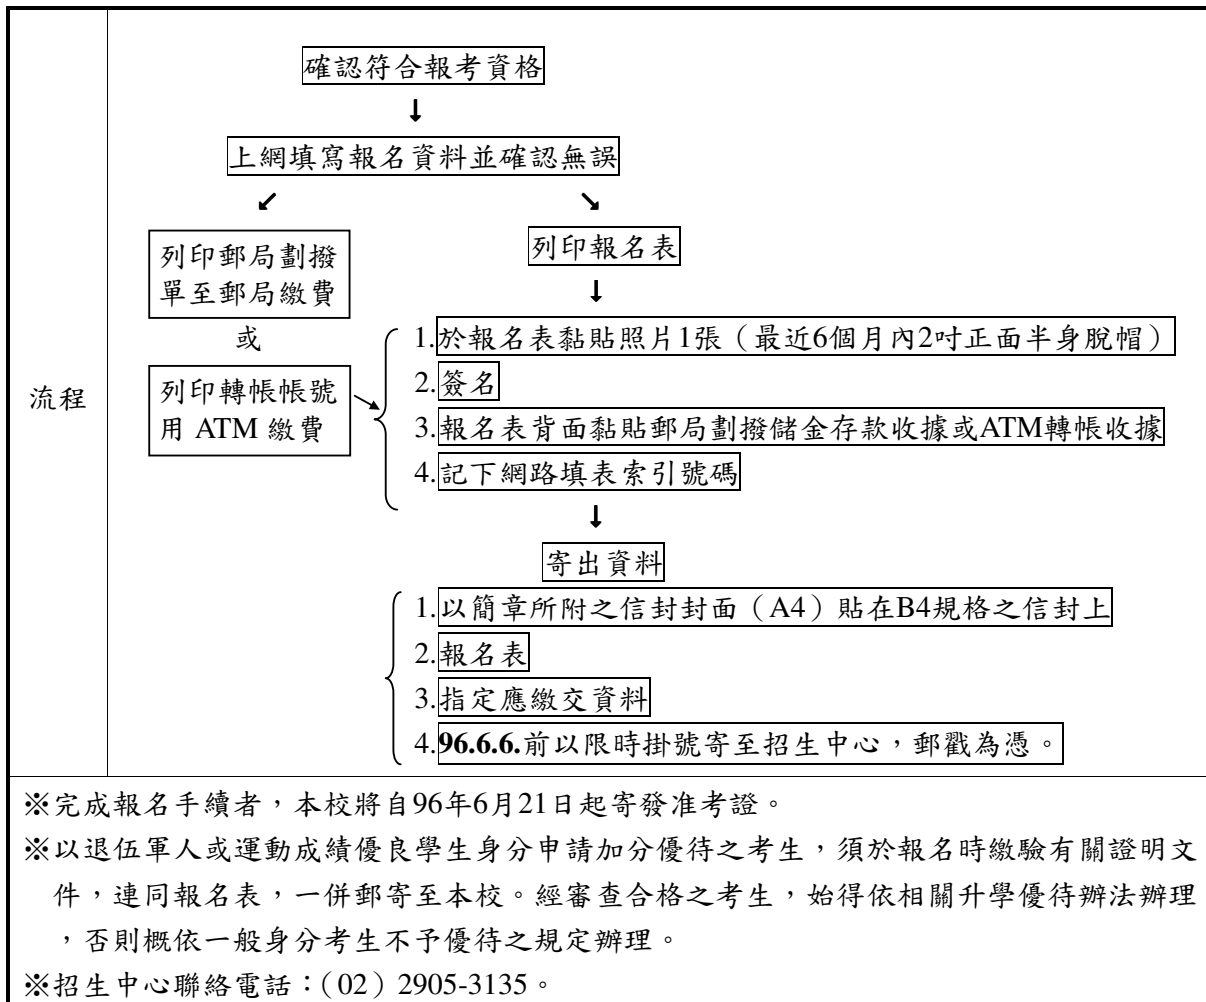 確認符合報考資格
↓
上網填寫報名資料並確認無誤
↙ ↘
列印郵局劃撥
單至郵局繳費
或
列印轉帳帳號
用 ATM 繳費
列印報名表
↓
1.於報名表黏貼照片1張（最近6個月內2吋正面半身脫帽）
2.簽名
3.報名表背面黏貼郵局劃撥儲金存款收據或ATM轉帳收據
4.記下網路填表索引號碼
↓
寄出資料
1.以簡章所附之信封封面（A4）貼在B4規格之信封上
2.報名表
3.指定應繳交資料
4.96.6.6.前以限時掛號寄至招生中心，郵戳為憑。
流程
※完成報名手續者，本校將自96年6月21日起寄發准考證。
※以退伍軍人或運動成績優良學生身分申請加分優待之考生，須於報名時繳驗有關證明文
件，連同報名表，一併郵寄至本校。經審查合格之考生，始得依相關升學優待辦法辦理
，否則概依一般身分考生不予優待之規定辦理。
※招生中心聯絡電話：（02）2905-3135。